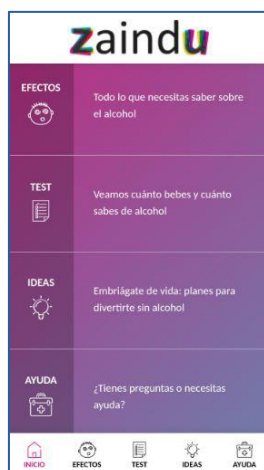 zaindu
EFECTOS
Todo lo que necesitas saber sobre
el alcohol
TEST
Veamos cuánto bebes y cuánto
sabes de alcohol
IDEAS
Embriágate de vida: planes para
divertirte sin alcohol
AYUDA
¿Tienes preguntas o necesitas
ayuda?
INICIO EFECTOS TEST IDEAS AYUDA